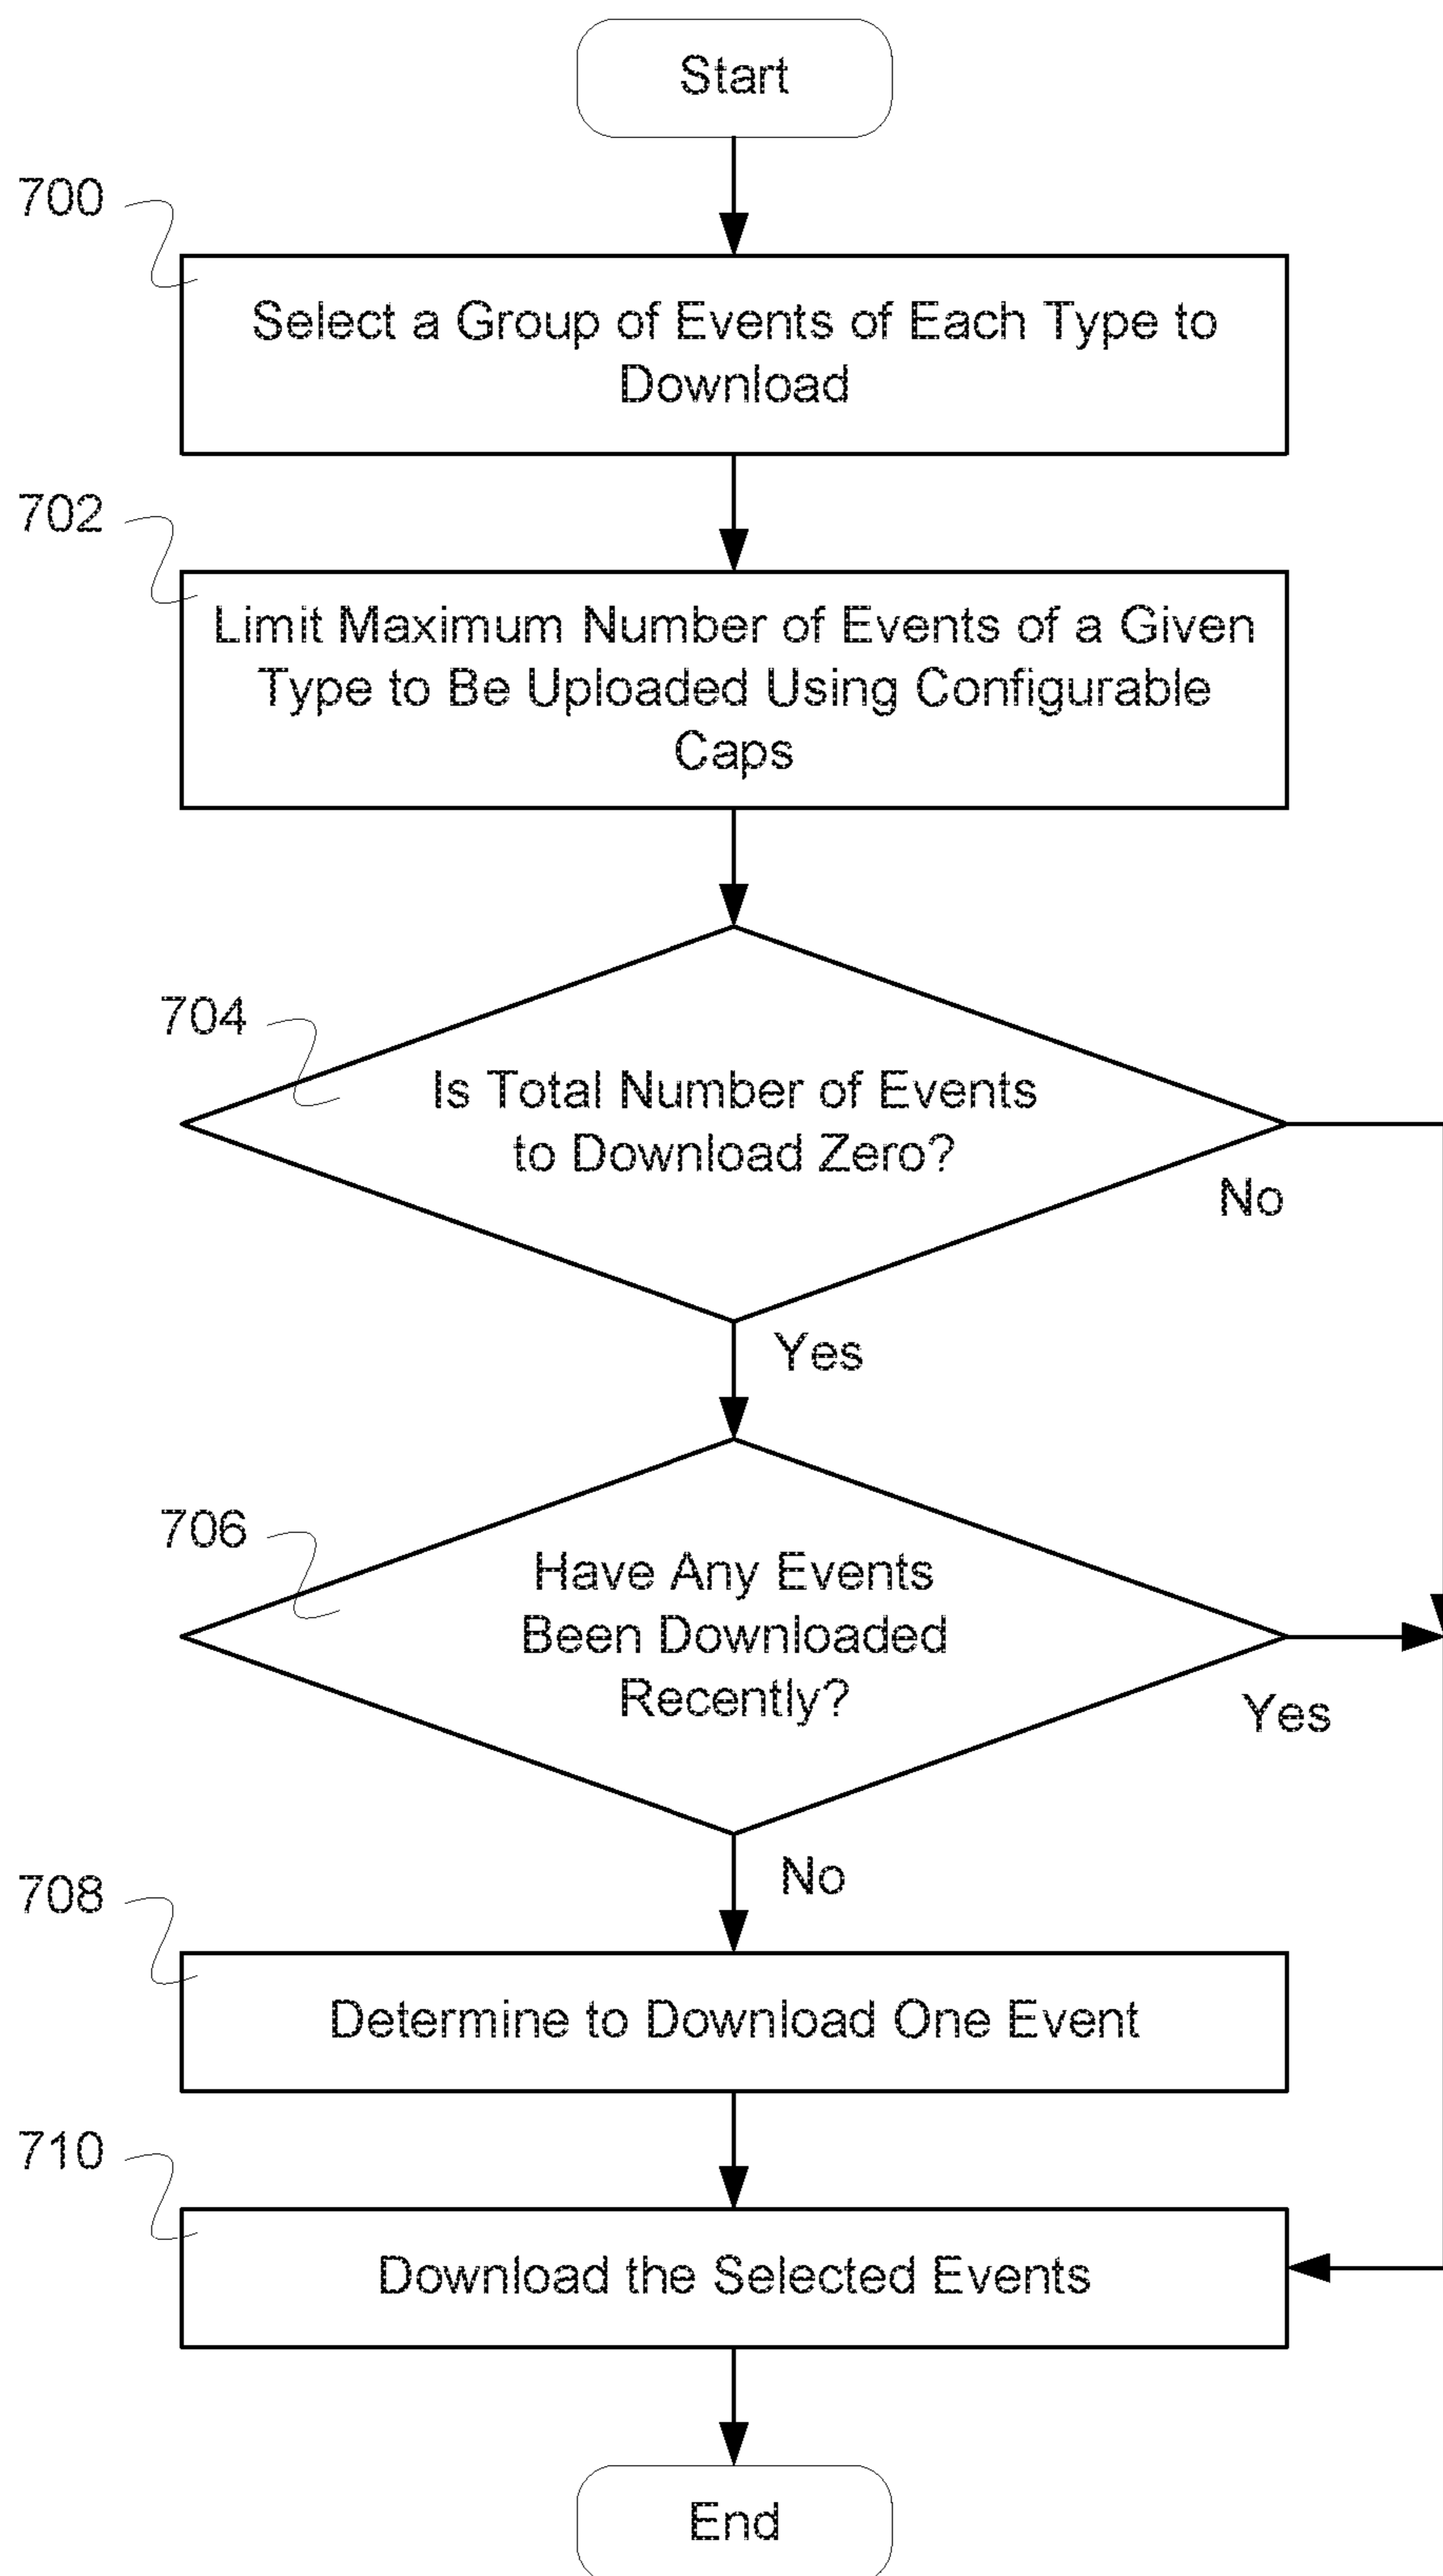 Start
700
Select a Group of Events of Each Type to
Download
702
Limit Maximum Number of Events of a Given
Type to Be Uploaded Using Configurable
Caps
704
Is Total Number of Events
to Download Zero?
No
Yes
706
Have Any Events
Been Downloaded
Recently?
Yes
No
708
Determine to Download One Event
710
Download the Selected Events
End